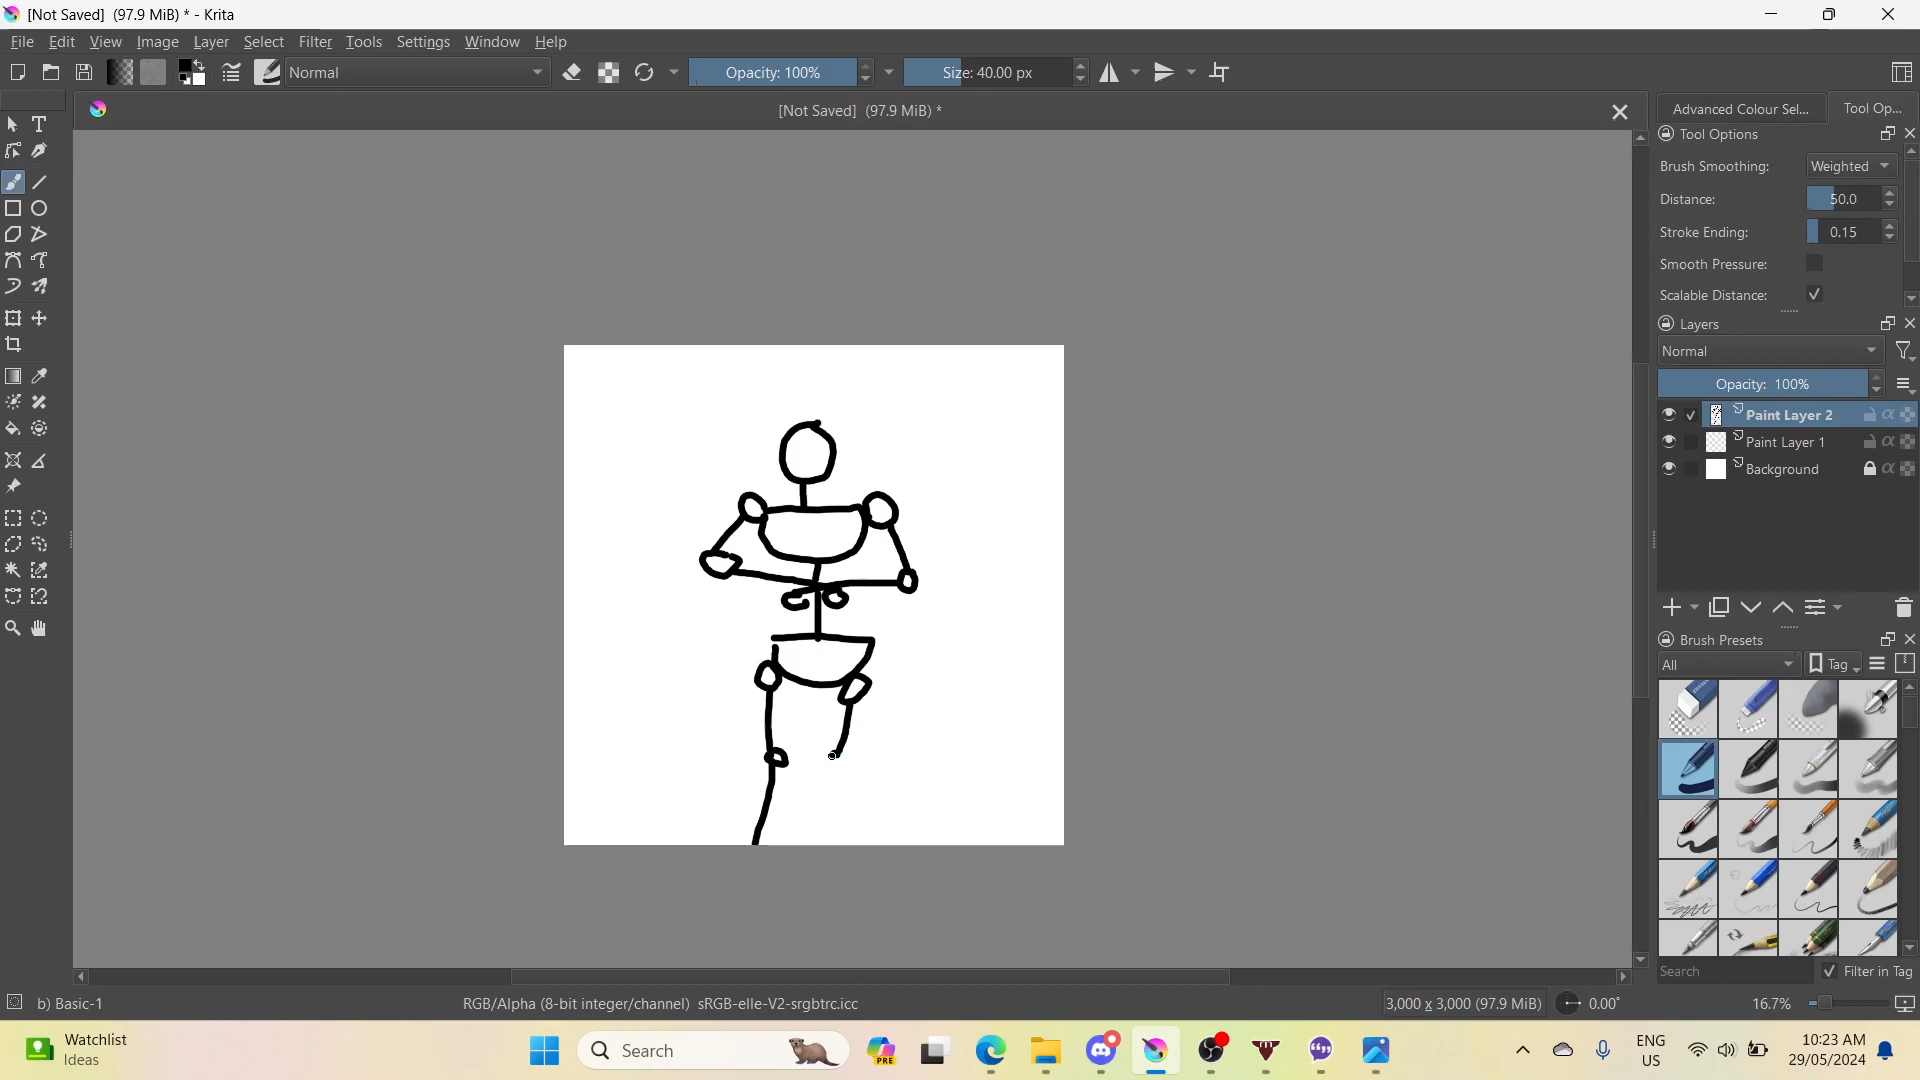 [Not Saved]  (97.9 MiB) * - Krita
File Edit View Image Layer Select Filter Tools Settings Window Help
Normal Opacity: 100% Size: 40.00 px
[Not Saved]  (97.9 MiB) *
Advanced Colour Sel... Tool Op...
Tool Options
Brush Smoothing: Weighted
Distance: 50.0
Stroke Ending: 0.15
Smooth Pressure:
Scalable Distance:
Layers
Normal
Opacity: 100%
Paint Layer 2
Paint Layer 1
Background
Brush Presets
All Tag
Search Filter in Tag
b) Basic-1 RGB/Alpha (8-bit integer/channel)  sRGB-elle-V2-srgbtrc.icc 3,000 x 3,000 (97.9 MiB) 0.00° 16.7%
Watchlist
Ideas
Search
PRE
ENG
US
10:23 AM
29/05/2024